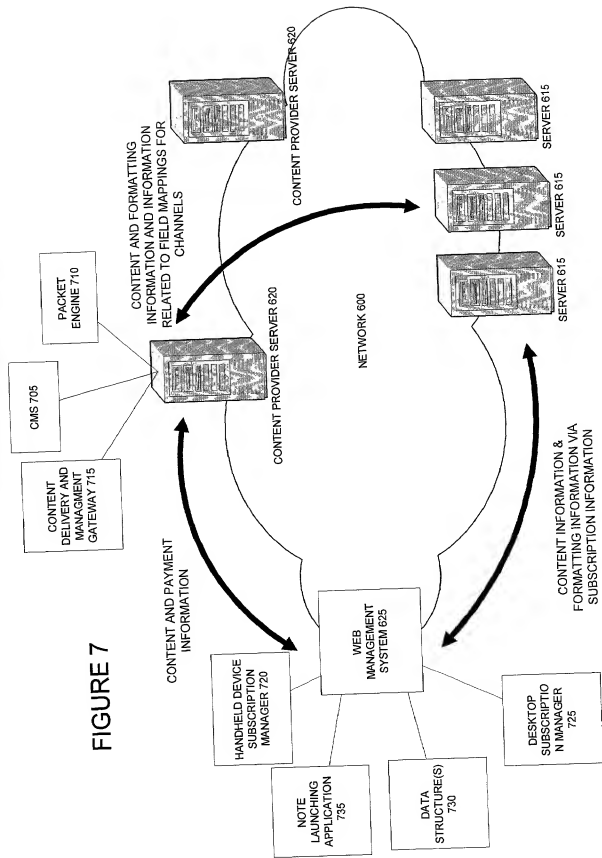 FIGURE 7
CONTENT
DELIVERY AND
MANAGMENT
GATEWAY 715
CMS 705
PACKET
ENGINE 710
CONTENT PROVIDER SERVER 620
CONTENT AND FORMATTING
INFORMATION AND INFORMATION
RELATED TO FIELD MAPPINGS FOR
CHANNELS
CONTENT PROVIDER SERVER 620
CONTENT AND PAYMENT
INFORMATION
HANDHELD DEVICE
SUBSCRIPTION
MANAGER 720
NOTE
LAUNCHING
APPLICATION
735
DATA
STRUCTURE(S)
730
DESKTOP
SUBSCRIPTIO
N MANAGER
725
WEB
MANAGEMENT
SYSTEM 625
NETWORK 600
CONTENT INFORMATION &
FORMATTING INFORMATION VIA
SUBSCRIPTION INFORMATION
SERVER 615
SERVER 615
SERVER 615